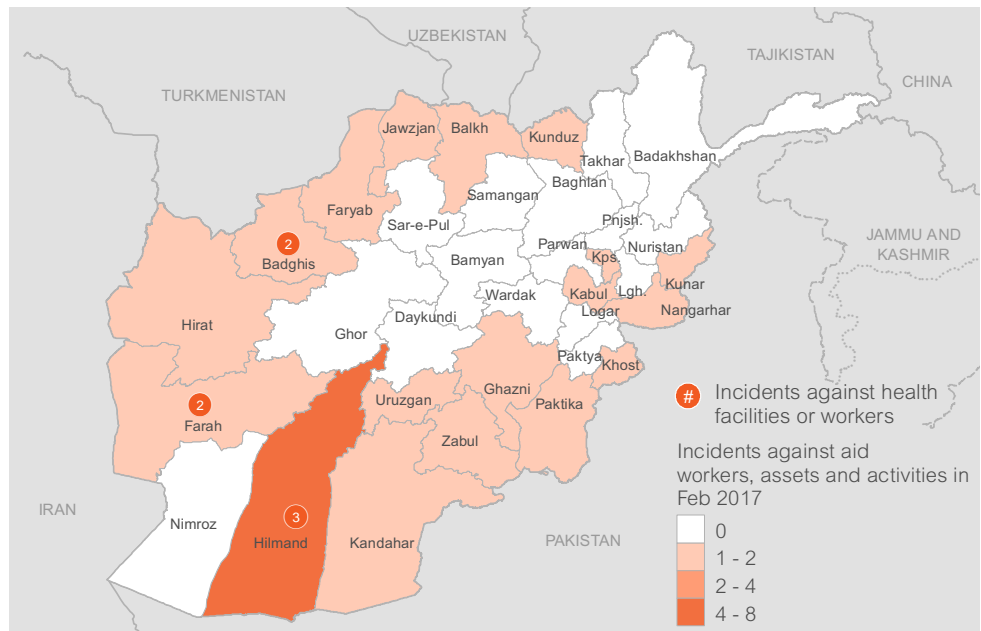 UZBEKISTAN
TAJIKISTAN
CHINA
TURKMENISTAN
Jawzjan
Balkh
Kunduz
Takhar
Badakhshan
Baghlan
Samangan
Faryab
Sar-e-Pul
Pnjsh.
JAMMU AND
KASHMIR
2
Badghis
Parwan
Nuristan
Bamyan
Kps.
Kunar
Wardak
Kabul
Lgh.
Nangarhar
Logar
Hirat
Ghor
Daykundi
Paktya
Khost
2
Farah
Uruzgan
Ghazni
Paktika
Zabul
IRAN
Nimroz
3
Hilmand
Kandahar
PAKISTAN
# Incidents against health
facilities or workers
Incidents against aid
workers, assets and activities in
Feb 2017
0
1 - 2
2 - 4
4 - 8